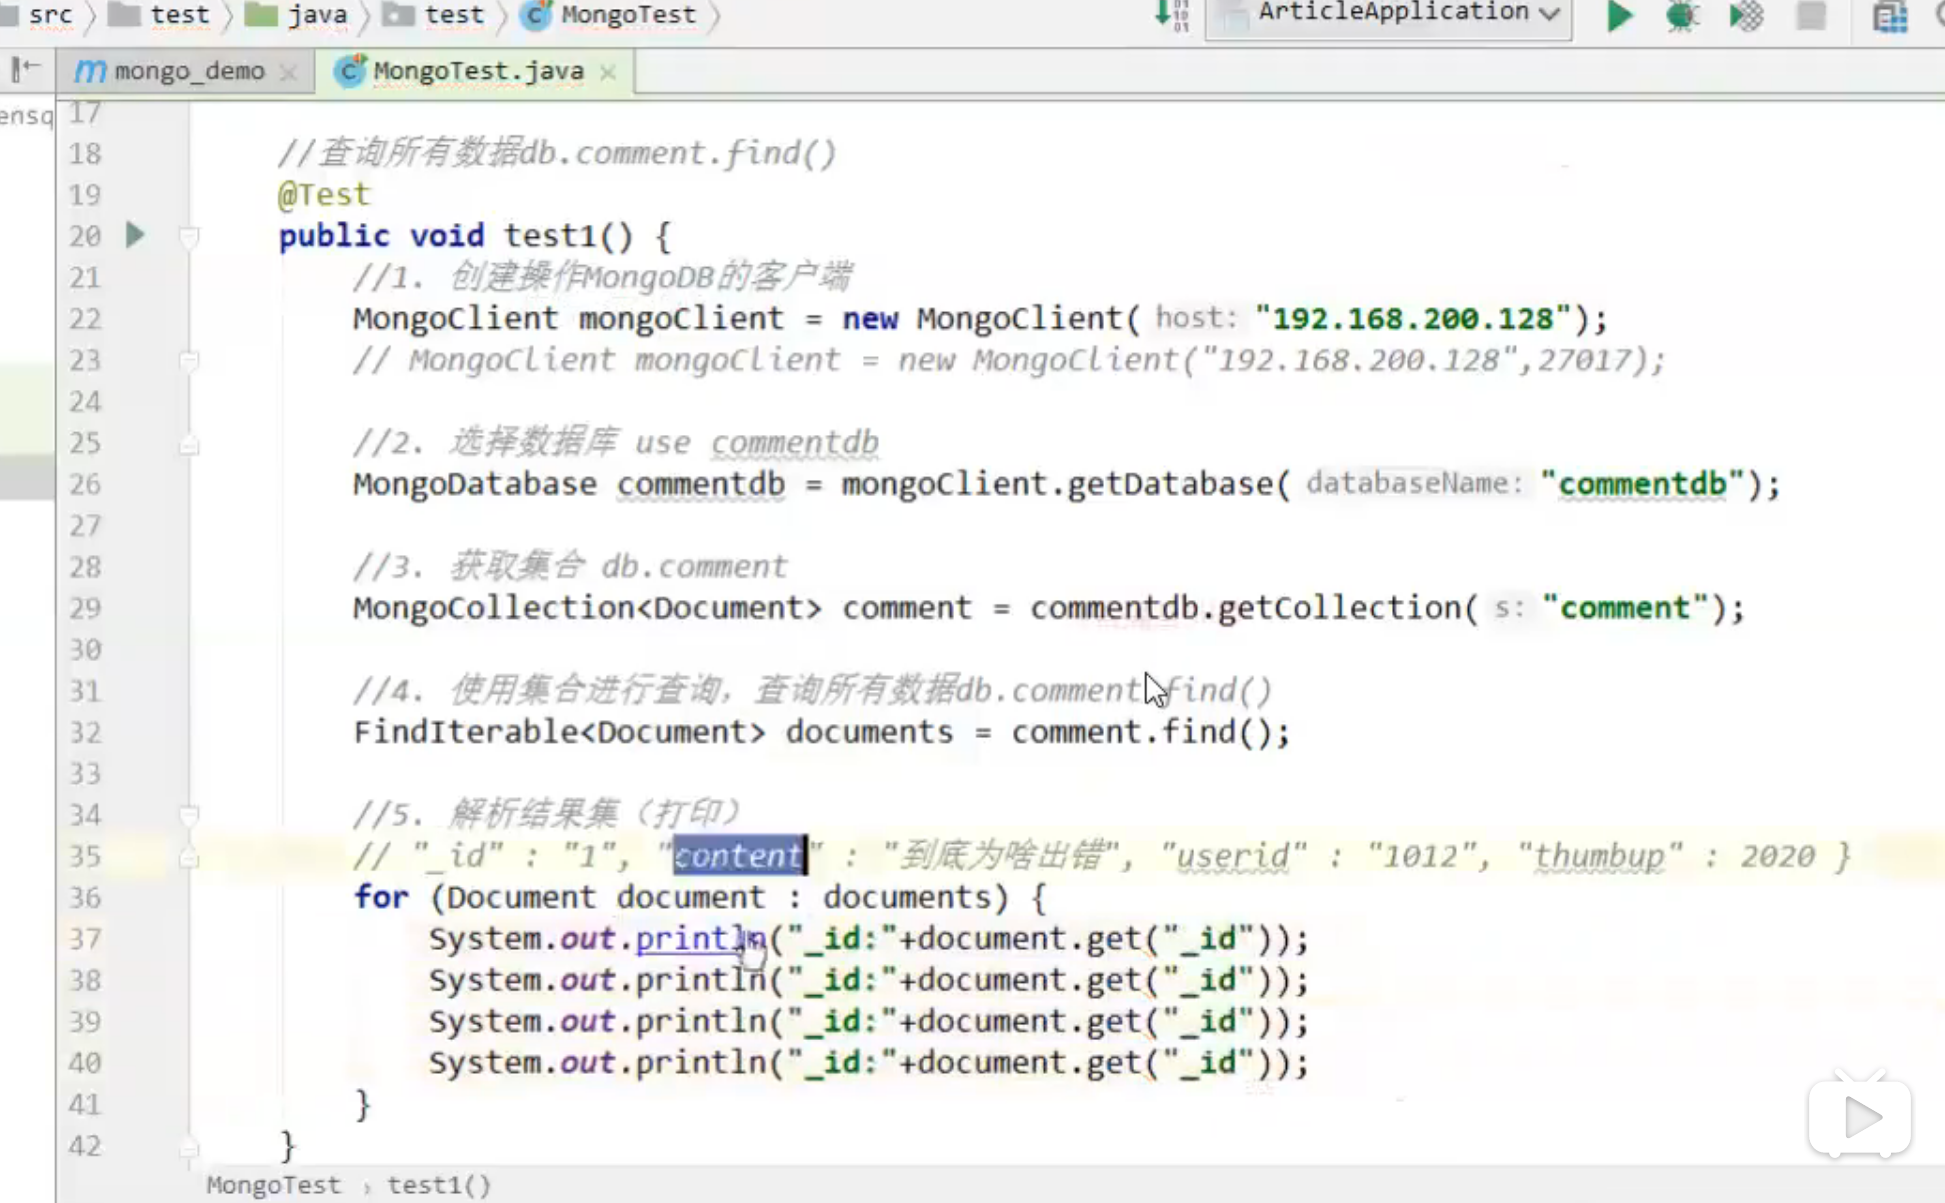 src test java test MongoTest ArticleApplication
mongo_demo MongoTest.java
ensq
17
18 //查询所有数据db.comment.find()
19 @Test
20 public void test1() {
21 //1. 创建操作MongoDB的客户端
22 MongoClient mongoClient = new MongoClient( host: "192.168.200.128");
23 // MongoClient mongoClient = new MongoClient("192.168.200.128",27017);
24
25 //2. 选择数据库 use commentdb
26 MongoDatabase commentdb = mongoClient.getDatabase( databaseName: "commentdb");
27
28 //3. 获取集合 db.comment
29 MongoCollection<Document> comment = commentdb.getCollection( s: "comment");
30
31 //4. 使用集合进行查询，查询所有数据db.comment.find()
32 FindIterable<Document> documents = comment.find();
33
34 //5. 解析结果集（打印）
35 // "_id" : "1", "content" : "到底为啥出错", "userid" : "1012", "thumbup" : 2020 }
36 for (Document document : documents) {
37 System.out.println("_id:"+document.get("_id"));
38 System.out.println("_id:"+document.get("_id"));
39 System.out.println("_id:"+document.get("_id"));
40 System.out.println("_id:"+document.get("_id"));
41 }
42 }
MongoTest › test1()